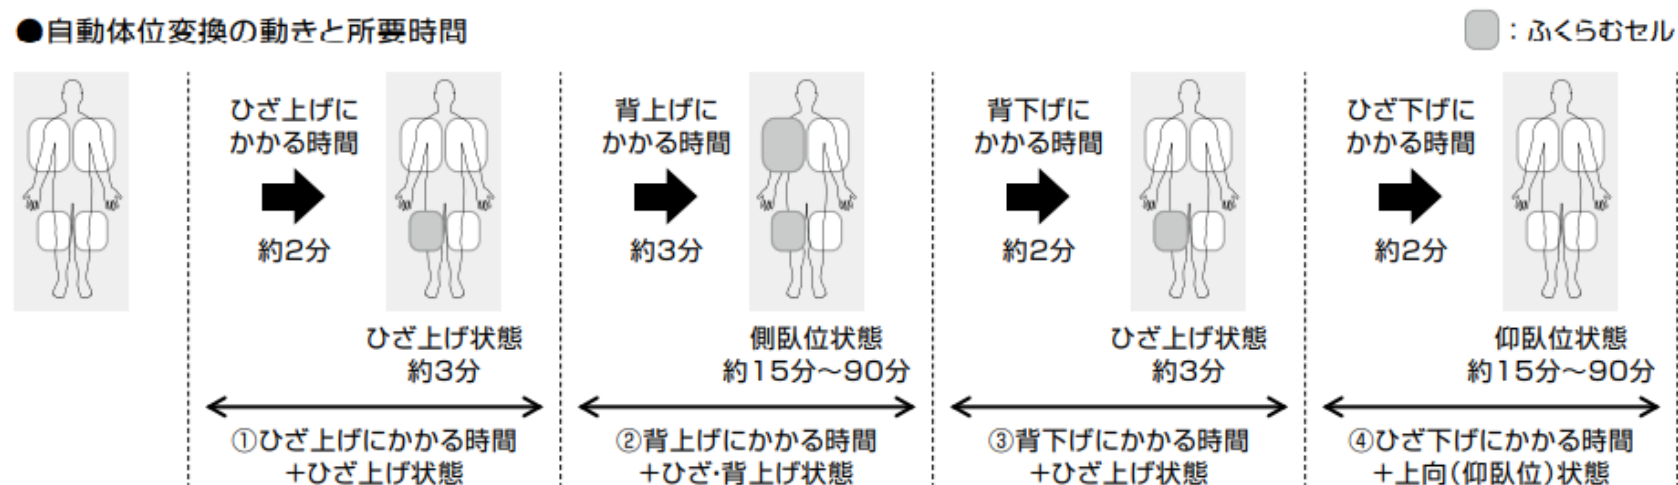 ●自動体位変換の動きと所要時間
：ふくらむセル
ひざ上げに
かかる時間
約2分
ひざ上げ状態
約3分
①ひざ上げにかかる時間
＋ひざ上げ状態
背上げに
かかる時間
約3分
側臥位状態
約15分～90分
②背上げにかかる時間
＋ひざ・背上げ状態
背下げに
かかる時間
約2分
ひざ上げ状態
約3分
③背下げにかかる時間
＋ひざ上げ状態
ひざ下げに
かかる時間
約2分
仰臥位状態
約15分～90分
④ひざ下げにかかる時間
＋上向（仰臥位）状態